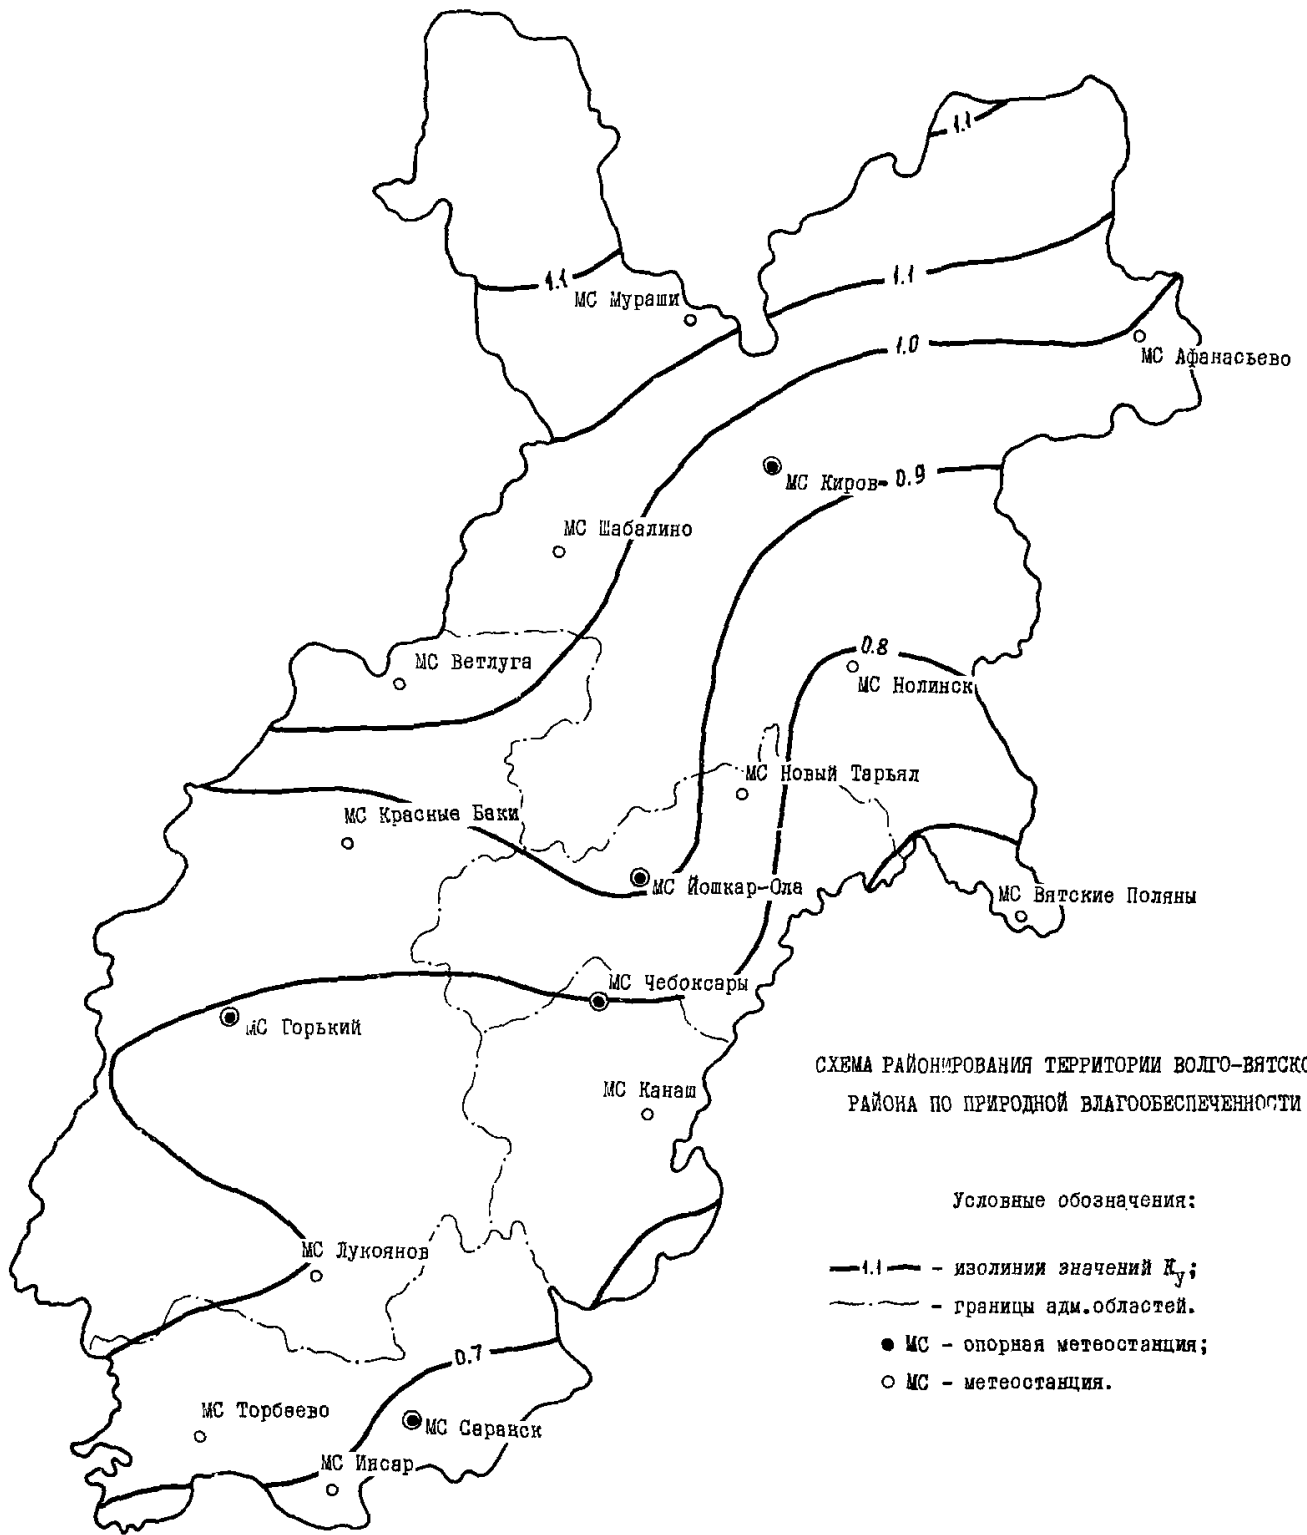 1.1
1.1
МС Мураши
1.1
1.0
МС Афанасьево
МС Киров
0.9
МС Шабалино
0.8
МС Ветлуга
МС Нолинск
МС Новый Тарьял
МС Красные Баки
МС Йошкар-Ола
МС Вятские Поляны
МС Чебоксары
МС Горький
СХЕМА РАЙОНИРОВАНИЯ ТЕРРИТОРИИ ВОЛГО-ВЯТСКО
РАЙОНА ПО ПРИРОДНОЙ ВЛАГООБЕСПЕЧЕННОСТИ
МС Канаш
Условные обозначения:
МС Лукоянов
1.1 - изолинии значений Ку;
- границы адм.областей.
МС - опорная метеостанция;
0.7
МС - метеостанция.
МС Торбеево
МС Саранск
МС Инсар